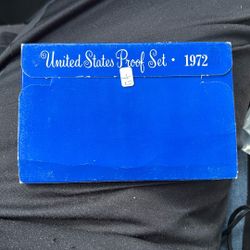 United States Proof Set • 1972